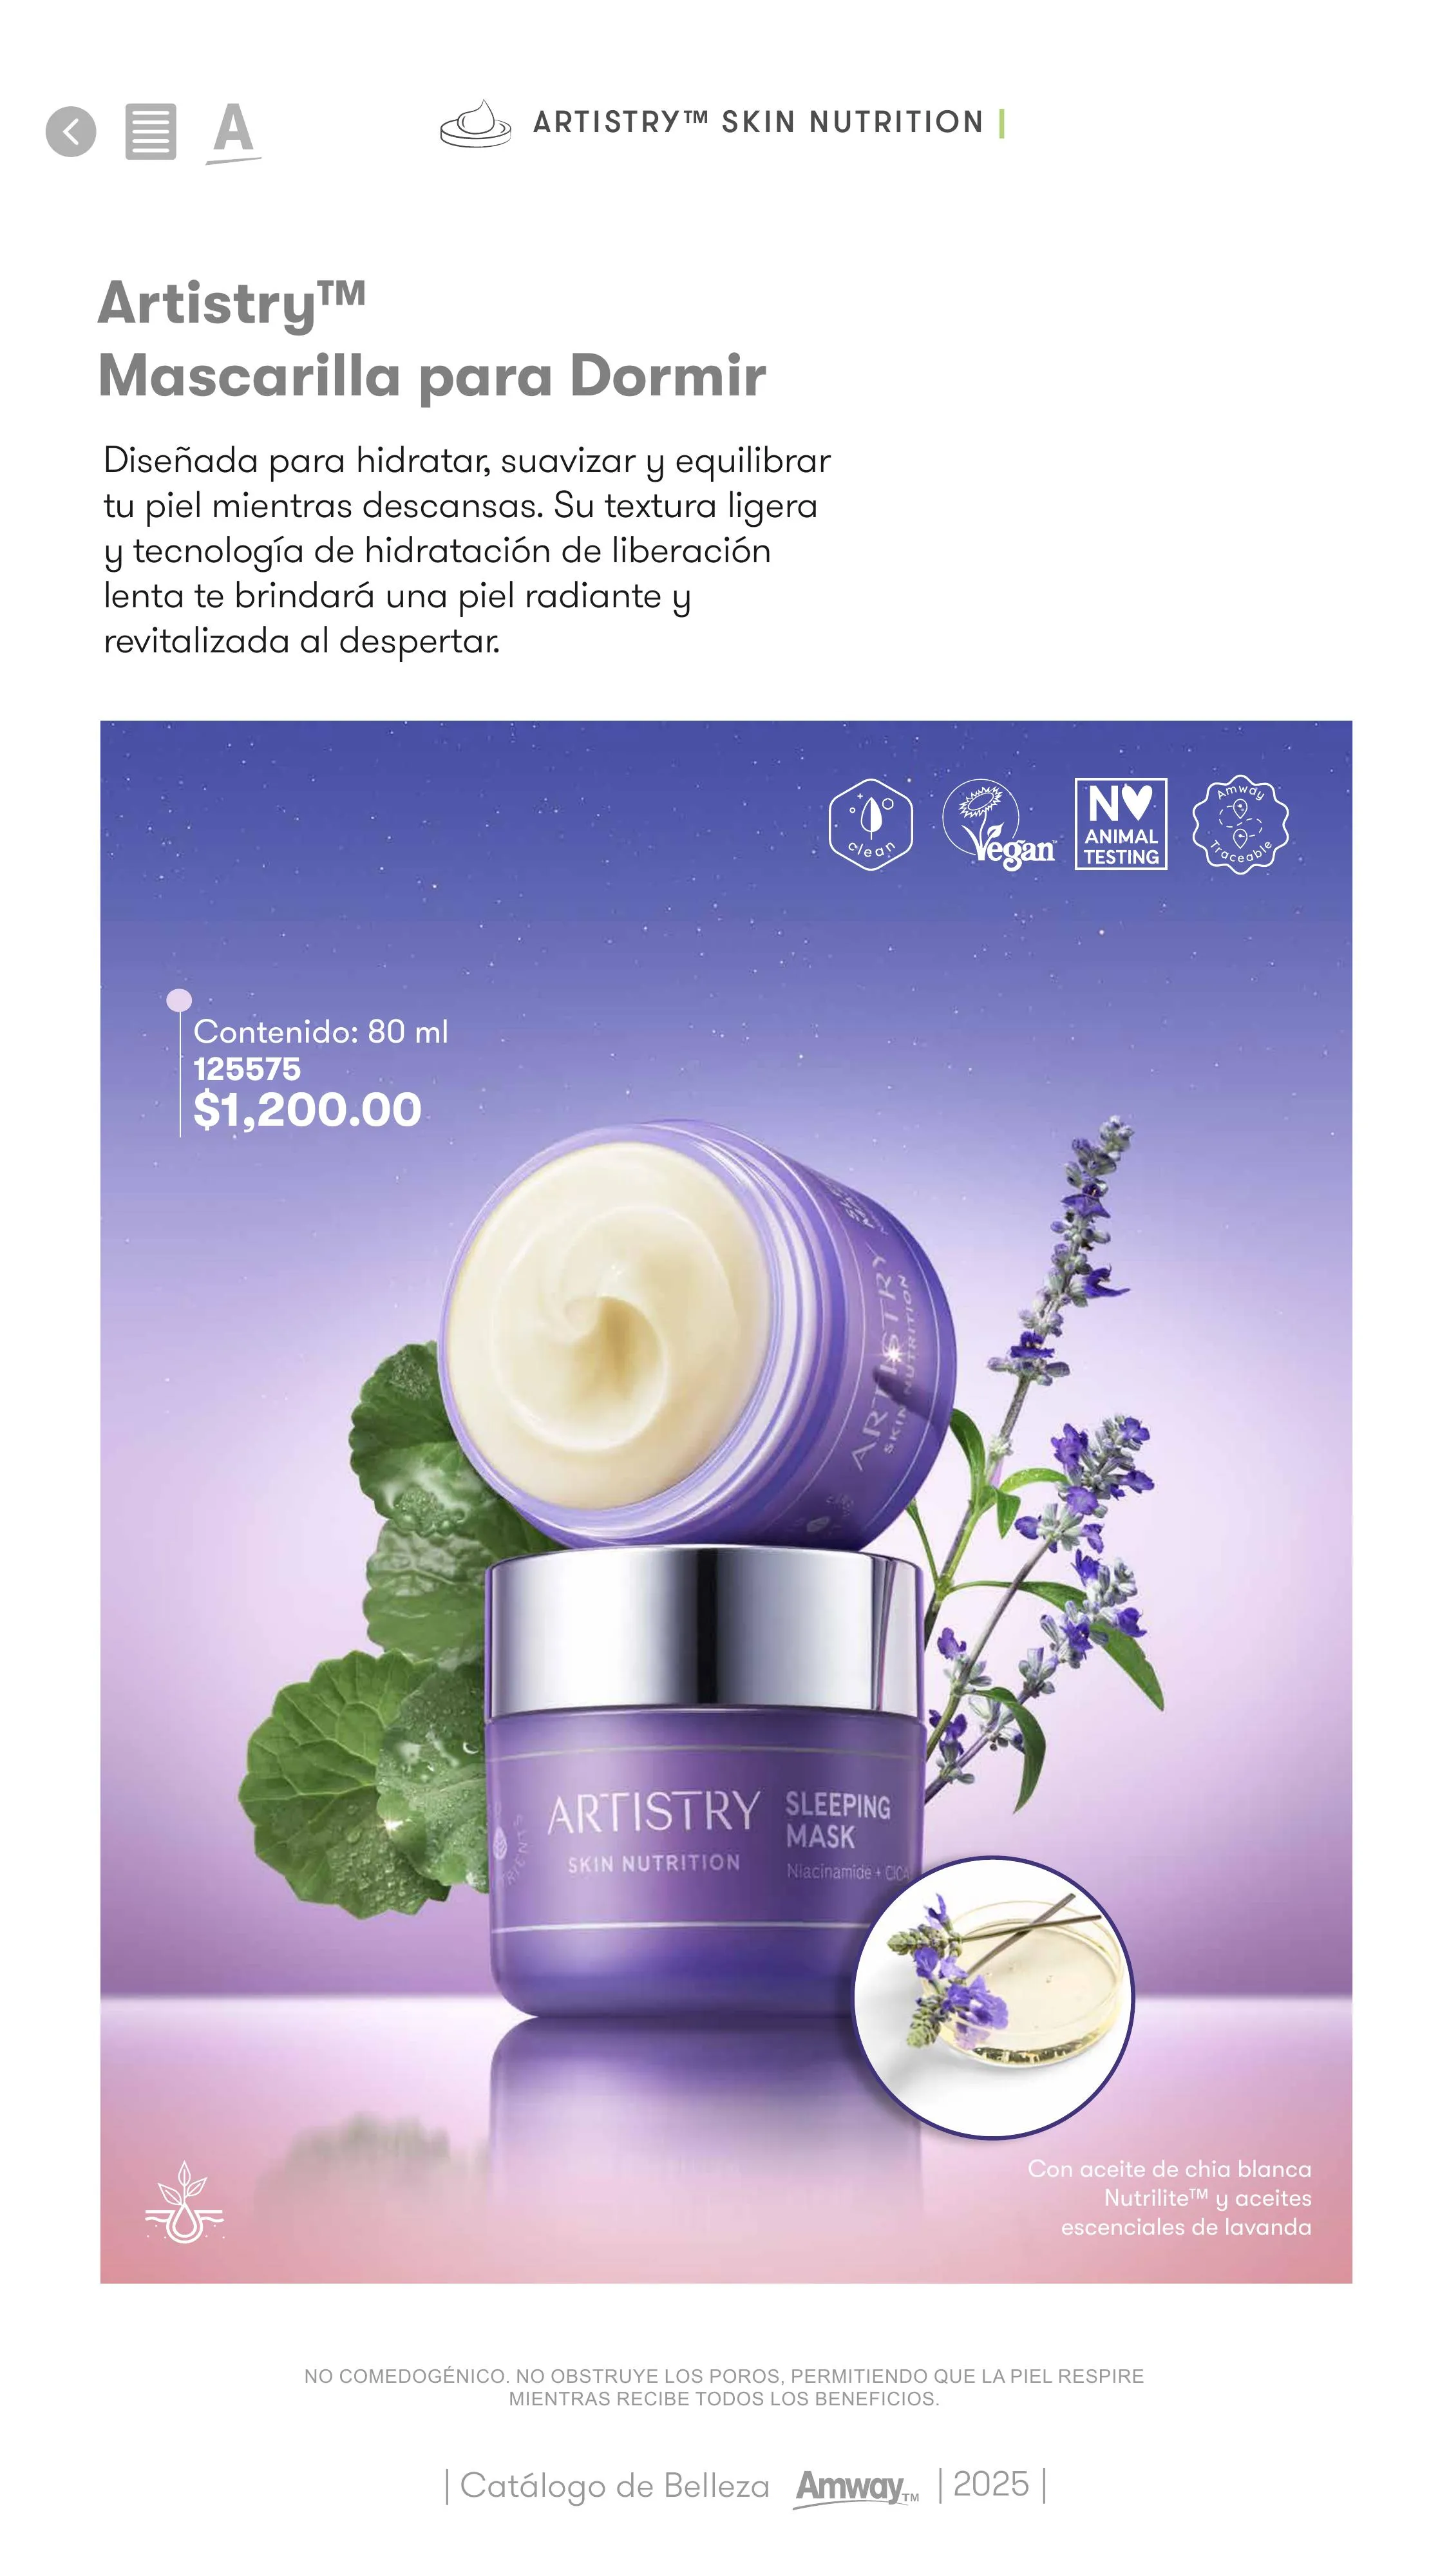 A
ARTISTRY™ SKIN NUTRITION
Artistry™
Mascarilla para Dormir
Diseñada para hidratar, suavizar y equilibrar
tu piel mientras descansas. Su textura ligera
y tecnología de hidratación de liberación
lenta te brindará una piel radiante y
revitalizada al despertar.
clean
Vegan
NO
ANIMAL
TESTING
Amway
Traceable
Contenido: 80 ml
125575
$1,200.00
ARTISTRY
SKIN NUTRITION
ARTISTRY
SKIN NUTRITION
SLEEPING
MASK
Niacinamide + CICA
Con aceite de chia blanca
Nutrilite™ y aceites
escenciales de lavanda
NO COMEDOGÉNICO. NO OBSTRUYE LOS POROS, PERMITIENDO QUE LA PIEL RESPIRE
MIENTRAS RECIBE TODOS LOS BENEFICIOS.
| Catálogo de Belleza Amway™ | 2025 |